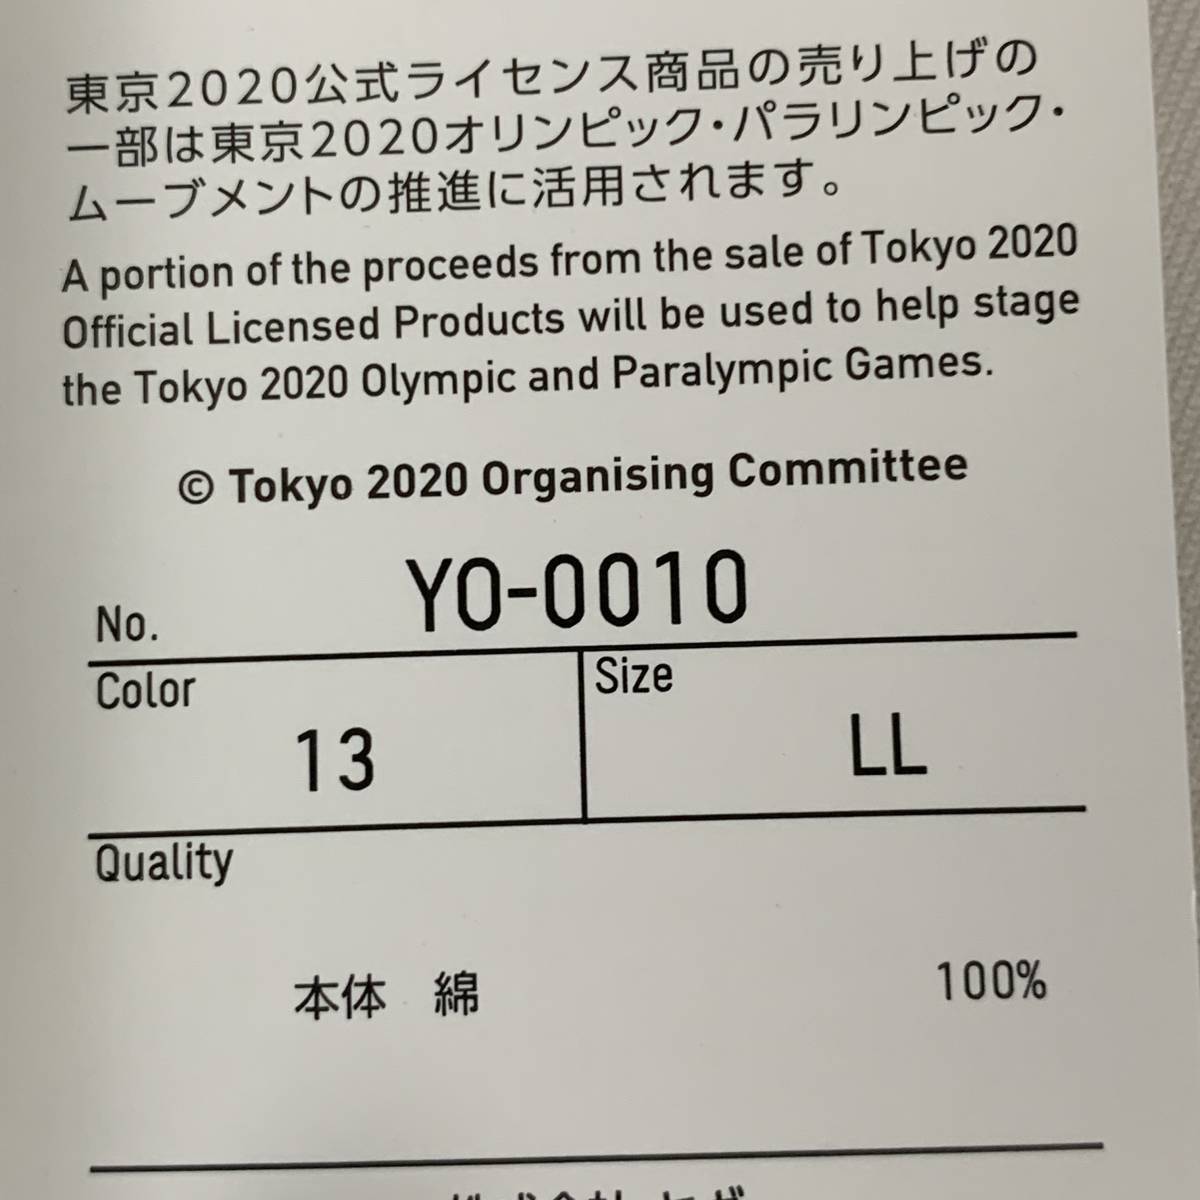 東京2020公式ライセンス商品の売り上げの
一部は東京2020オリンピック・パラリンピック・
ムーブメントの推進に活用されます。
A portion of the proceeds from the sale of Tokyo 2020
Official Licensed Products will be used to help stage
the Tokyo 2020 Olympic and Paralympic Games.
© Tokyo 2020 Organising Committee
No. YO-0010
Color Size
13 LL
Quality
本体 綿 100%